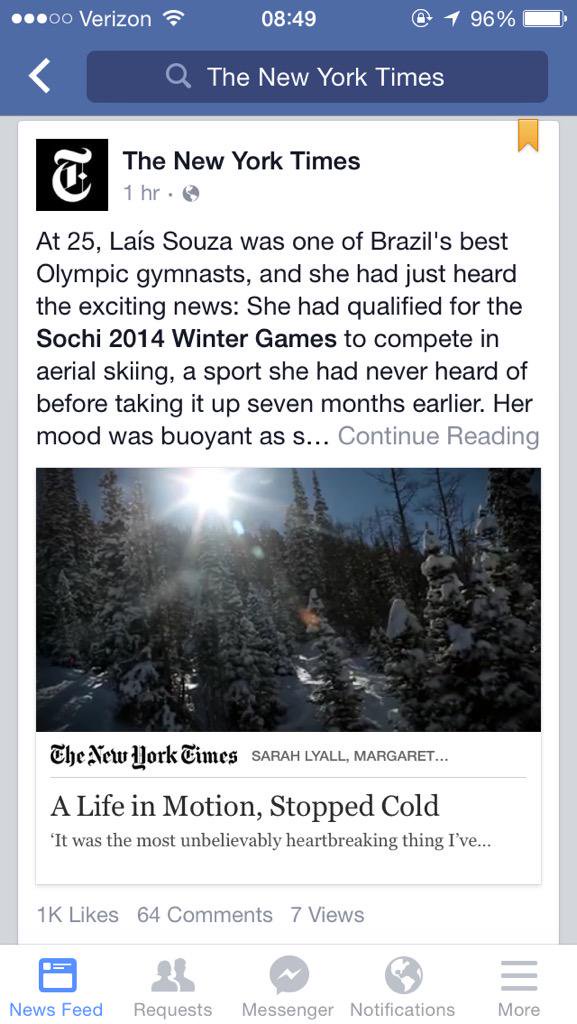 Verizon 08:49 96%
The New York Times
The New York Times
1 hr ·
At 25, Laís Souza was one of Brazil's best
Olympic gymnasts, and she had just heard
the exciting news: She had qualified for the
Sochi 2014 Winter Games to compete in
aerial skiing, a sport she had never heard of
before taking it up seven months earlier. Her
mood was buoyant as s... Continue Reading
The New York Times SARAH LYALL, MARGARET...
A Life in Motion, Stopped Cold
‘It was the most unbelievably heartbreaking thing I’ve...
1K Likes 64 Comments 7 Views
News Feed Requests Messenger Notifications More